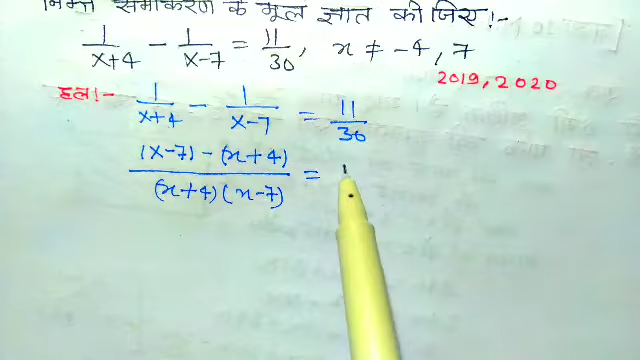 निम्न समीकरण के मूल ज्ञात कीजिए!-
1/(x+4) - 1/(x-7) = 11/30, x ≠ -4, 7
2019, 2020
हल!- 1/(x+4) - 1/(x-7) = 11/30
((x-7) - (x+4))/((x+4)(x-7)) =